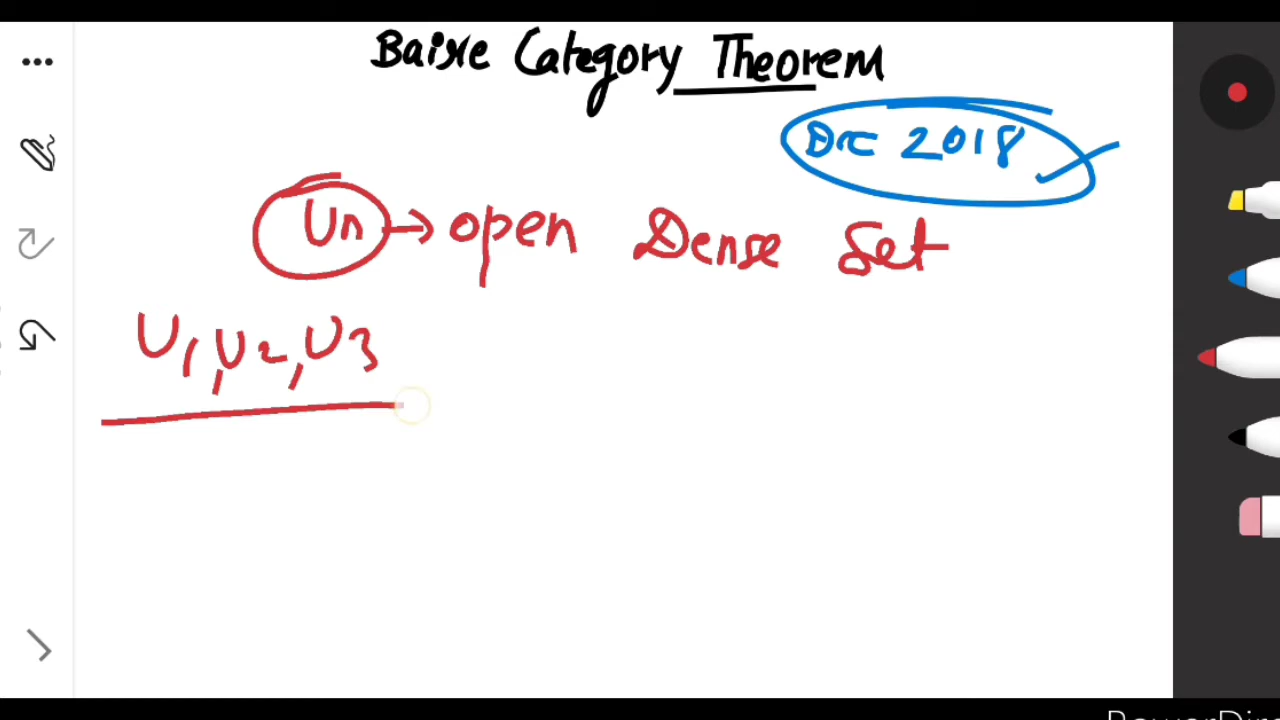 Baire Category Theorem
Dec 2018
Un → open Dense Set
U1, U2, U3